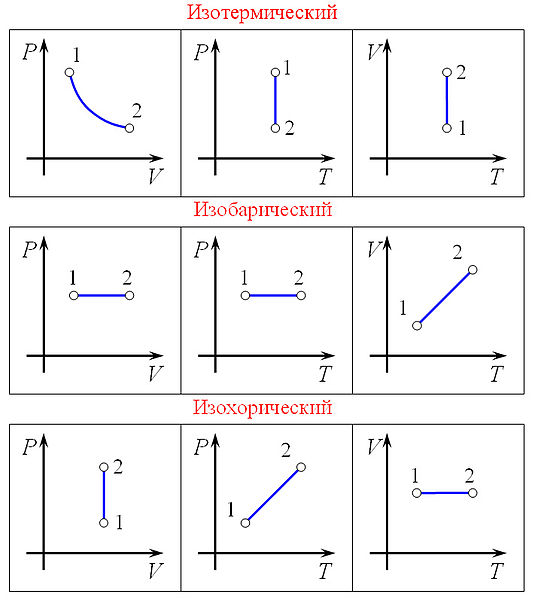 Изотермический
P 1 2 V
P 1 2 T
V 2 1 T
Изобарический
P 1 2 V
P 1 2 T
V 2 1 T
Изохорический
P 2 1 V
P 2 1 T
V 1 2 T